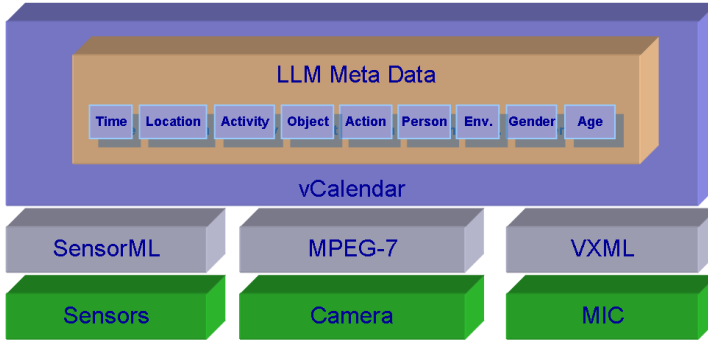 LLM Meta Data
Time Location Activity Object Action Person Env. Gender Age
vCalendar
SensorML MPEG-7 VXML
Sensors Camera MIC